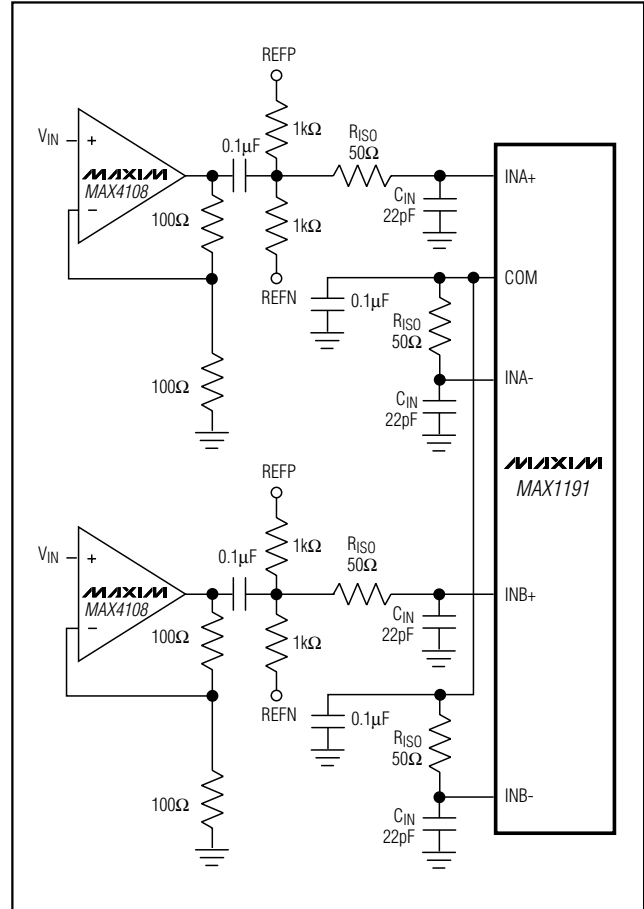 REFP
VIN
+
MAXIM
MAX4108
-
0.1µF
1kΩ
1kΩ
REFN
RISO
50Ω
CIN
22pF
INA+
100Ω
100Ω
0.1µF
COM
RISO
50Ω
CIN
22pF
INA-
MAXIM
MAX1191
REFP
VIN
+
MAXIM
MAX4108
-
0.1µF
1kΩ
1kΩ
REFN
RISO
50Ω
CIN
22pF
INB+
100Ω
100Ω
0.1µF
RISO
50Ω
CIN
22pF
INB-